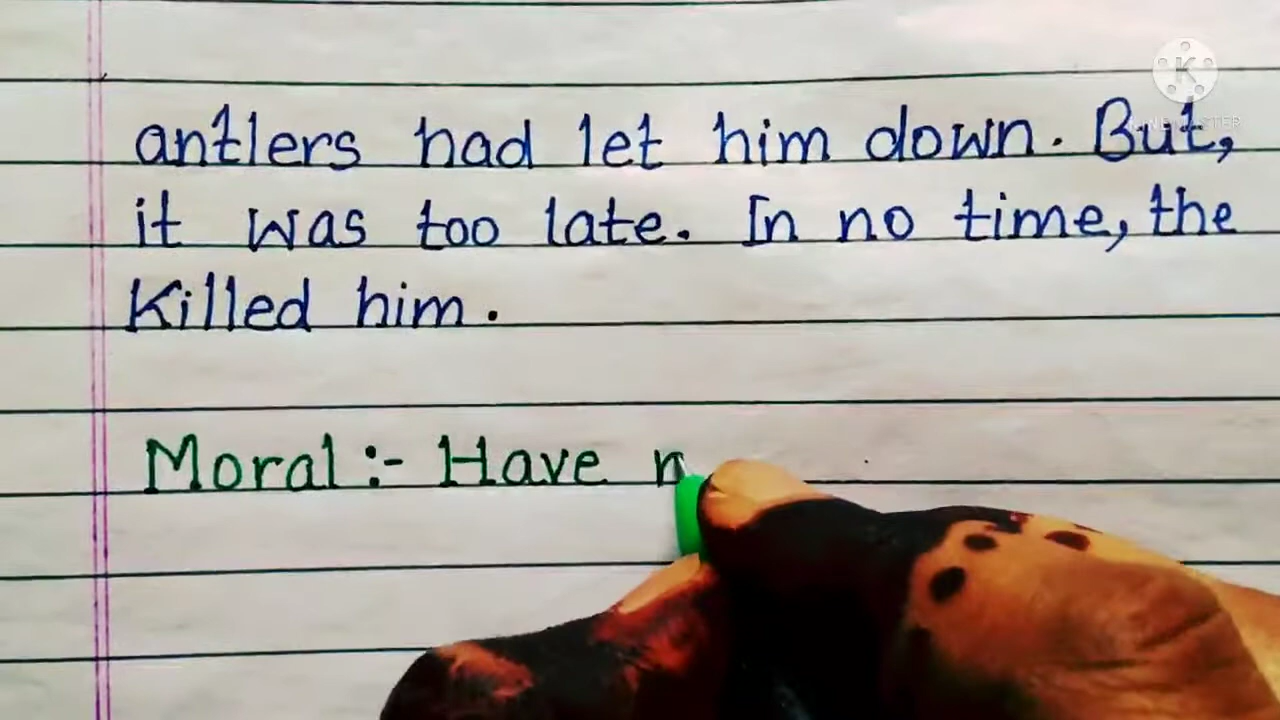 antlers had let him down. But,
it was too late. In no time, the
Killed him.
Moral :- Have n